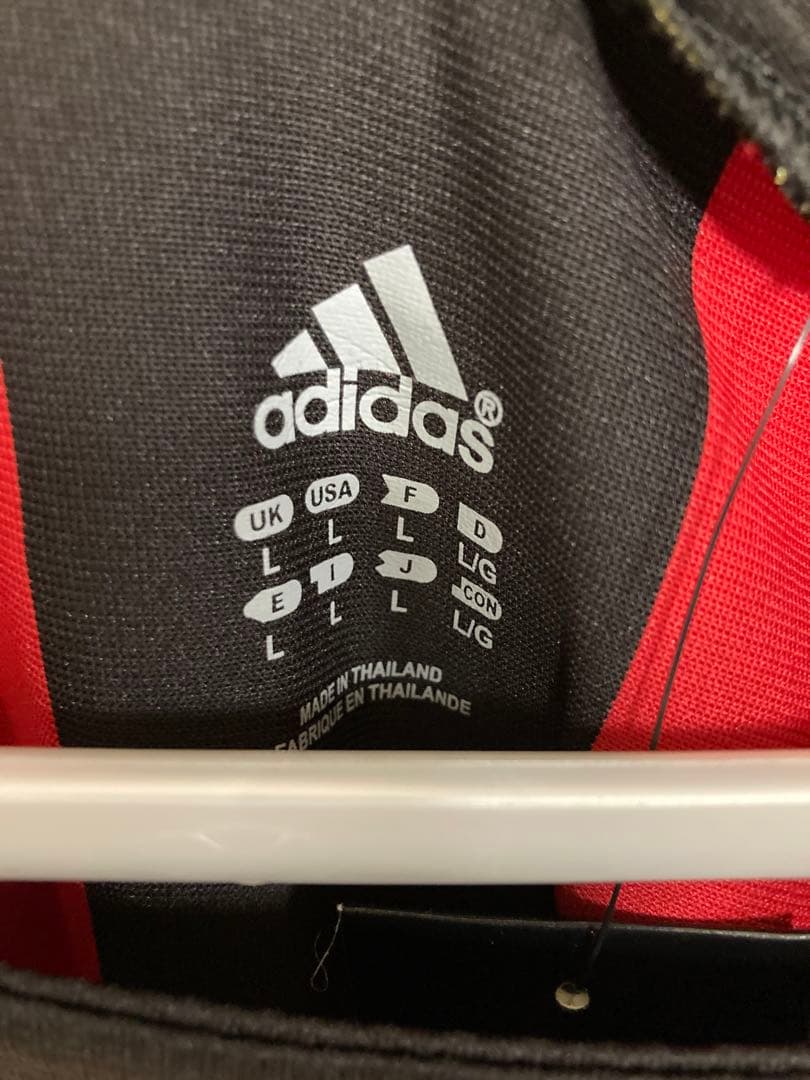 adidas®
UK USA F D
L L L L/G
E I J CON
L L L L/G
MADE IN THAILAND
FABRIQUE EN THAILANDE